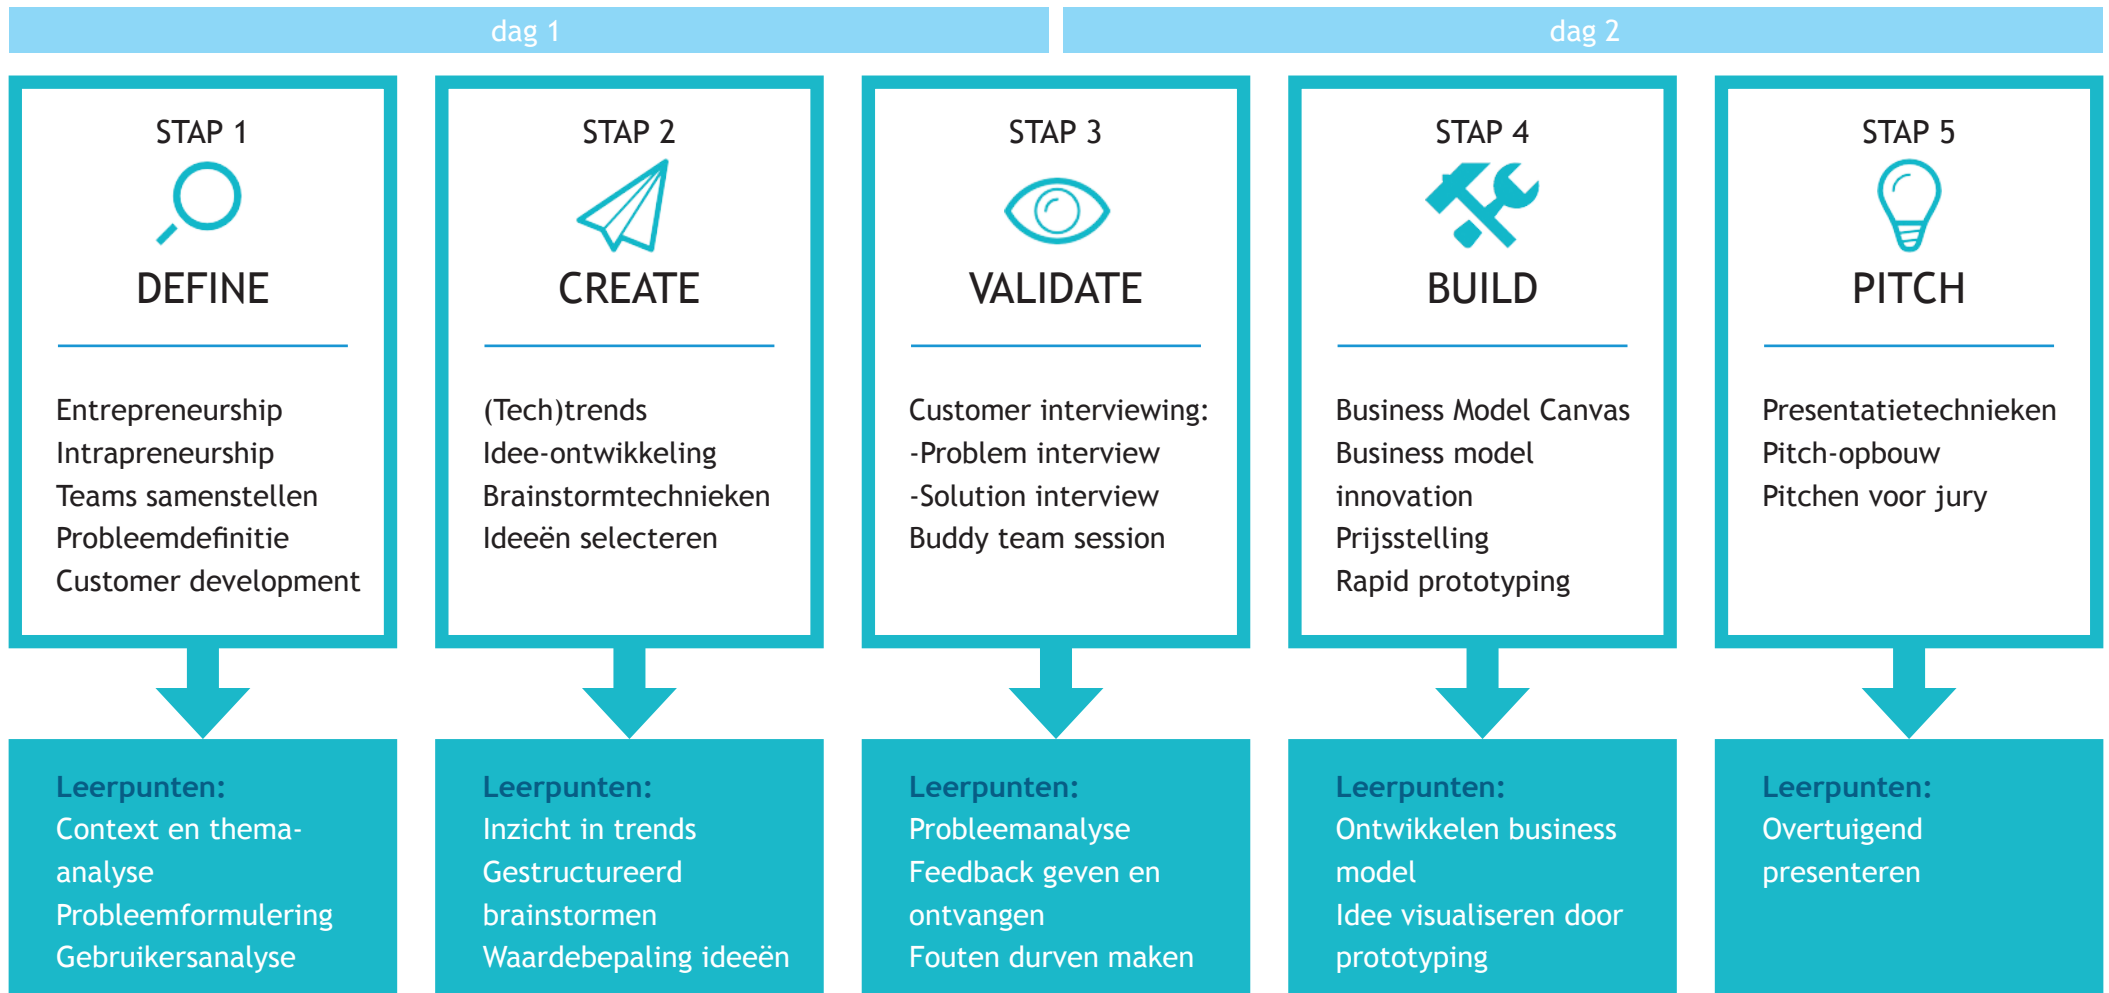 dag 1
dag 2
STAP 1
DEFINE
Entrepreneurship
Intrapreneurship
Teams samenstellen
Probleemdefinitie
Customer development
Leerpunten:
Context en thema-
analyse
Probleemformulering
Gebruikersanalyse
STAP 2
CREATE
(Tech)trends
Idee-ontwikkeling
Brainstormtechnieken
Ideeën selecteren
Leerpunten:
Inzicht in trends
Gestructureerd
brainstormen
Waardebepaling ideeën
STAP 3
VALIDATE
Customer interviewing:
-Problem interview
-Solution interview
Buddy team session
Leerpunten:
Probleemanalyse
Feedback geven en
ontvangen
Fouten durven maken
STAP 4
BUILD
Business Model Canvas
Business model
innovation
Prijsstelling
Rapid prototyping
Leerpunten:
Ontwikkelen business
model
Idee visualiseren door
prototyping
STAP 5
PITCH
Presentatietechnieken
Pitch-opbouw
Pitchen voor jury
Leerpunten:
Overtuigend
presenteren